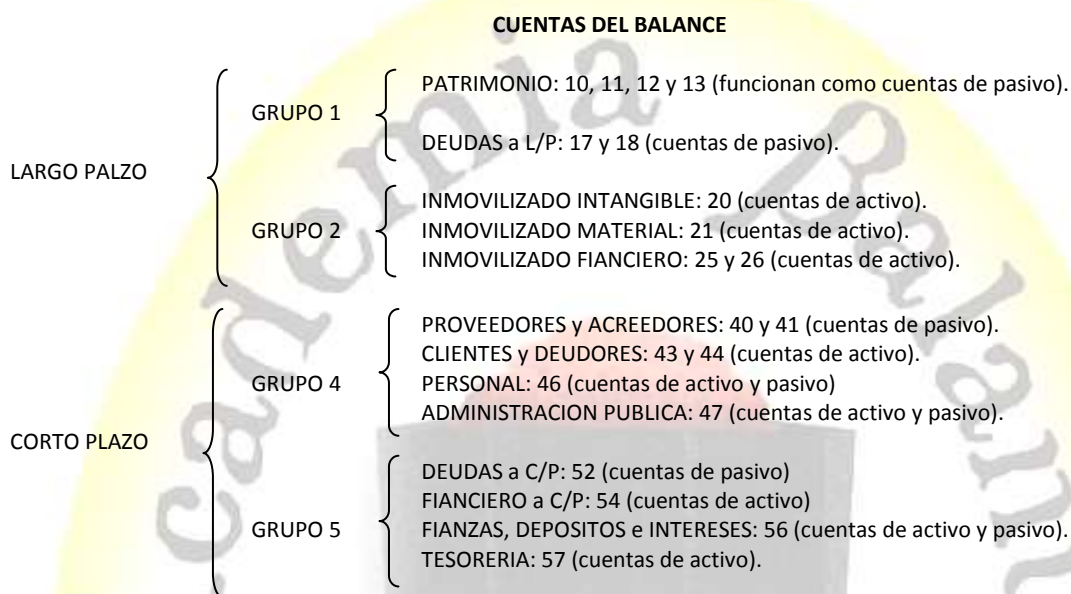 CUENTAS DEL BALANCE
LARGO PALZO
GRUPO 1
PATRIMONIO: 10, 11, 12 y 13 (funcionan como cuentas de pasivo).
DEUDAS a L/P: 17 y 18 (cuentas de pasivo).
GRUPO 2
INMOVILIZADO INTANGIBLE: 20 (cuentas de activo).
INMOVILIZADO MATERIAL: 21 (cuentas de activo).
INMOVILIZADO FIANCIERO: 25 y 26 (cuentas de activo).
CORTO PLAZO
GRUPO 4
PROVEEDORES y ACREEDORES: 40 y 41 (cuentas de pasivo).
CLIENTES y DEUDORES: 43 y 44 (cuentas de activo).
PERSONAL: 46 (cuentas de activo y pasivo)
ADMINISTRACION PUBLICA: 47 (cuentas de activo y pasivo).
GRUPO 5
DEUDAS a C/P: 52 (cuentas de pasivo)
FIANCIERO a C/P: 54 (cuentas de activo)
FIANZAS, DEPOSITOS e INTERESES: 56 (cuentas de activo y pasivo).
TESORERIA: 57 (cuentas de activo).